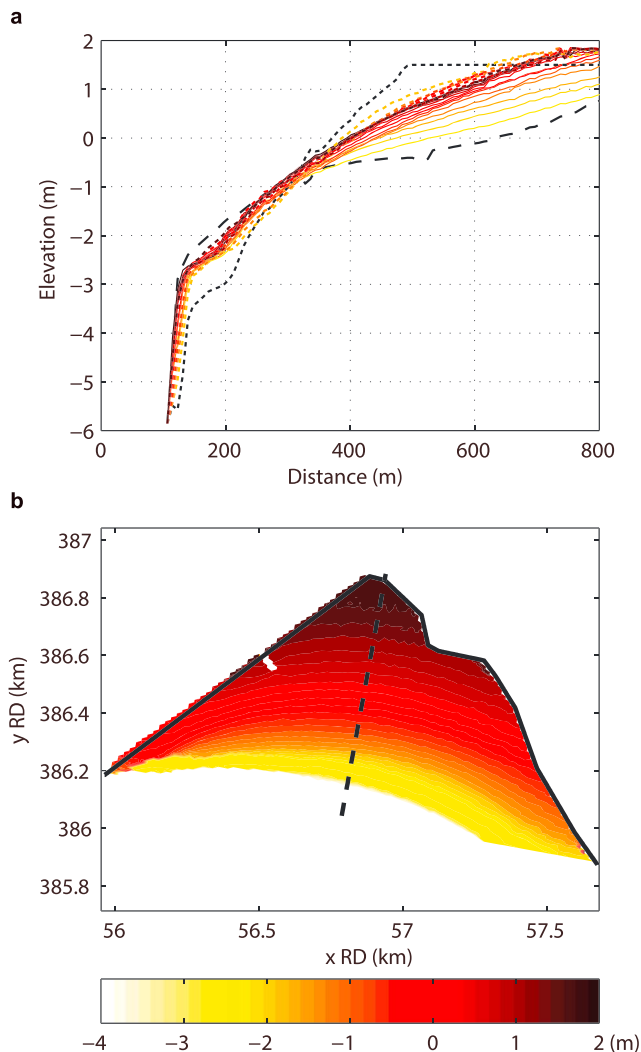 a
2
1
0
−1
−2
−3
−4
−5
−6
Elevation (m)
0 200 400 600 800
Distance (m)
b
387
386.8
386.6
386.4
386.2
386
385.8
y RD (km)
56 56.5 57 57.5
x RD (km)
−4 −3 −2 −1 0 1 2 (m)